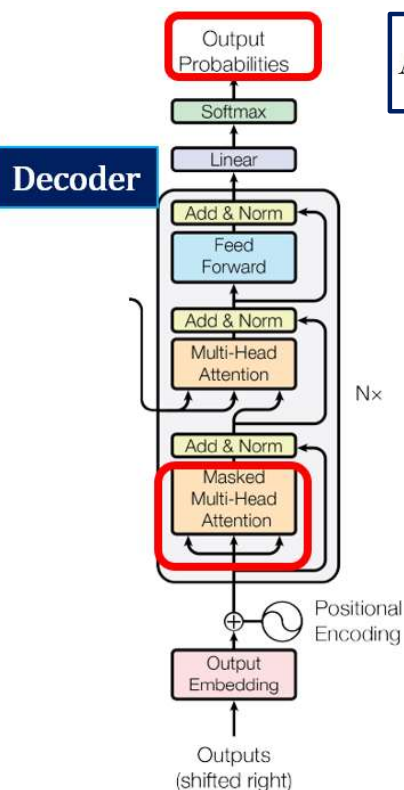 Output
Probabilities
Softmax
Linear
Decoder
Add & Norm
Feed
Forward
Add & Norm
Multi-Head
Attention
N×
Add & Norm
Masked
Multi-Head
Attention
Positional
Encoding
Output
Embedding
Outputs
(shifted right)